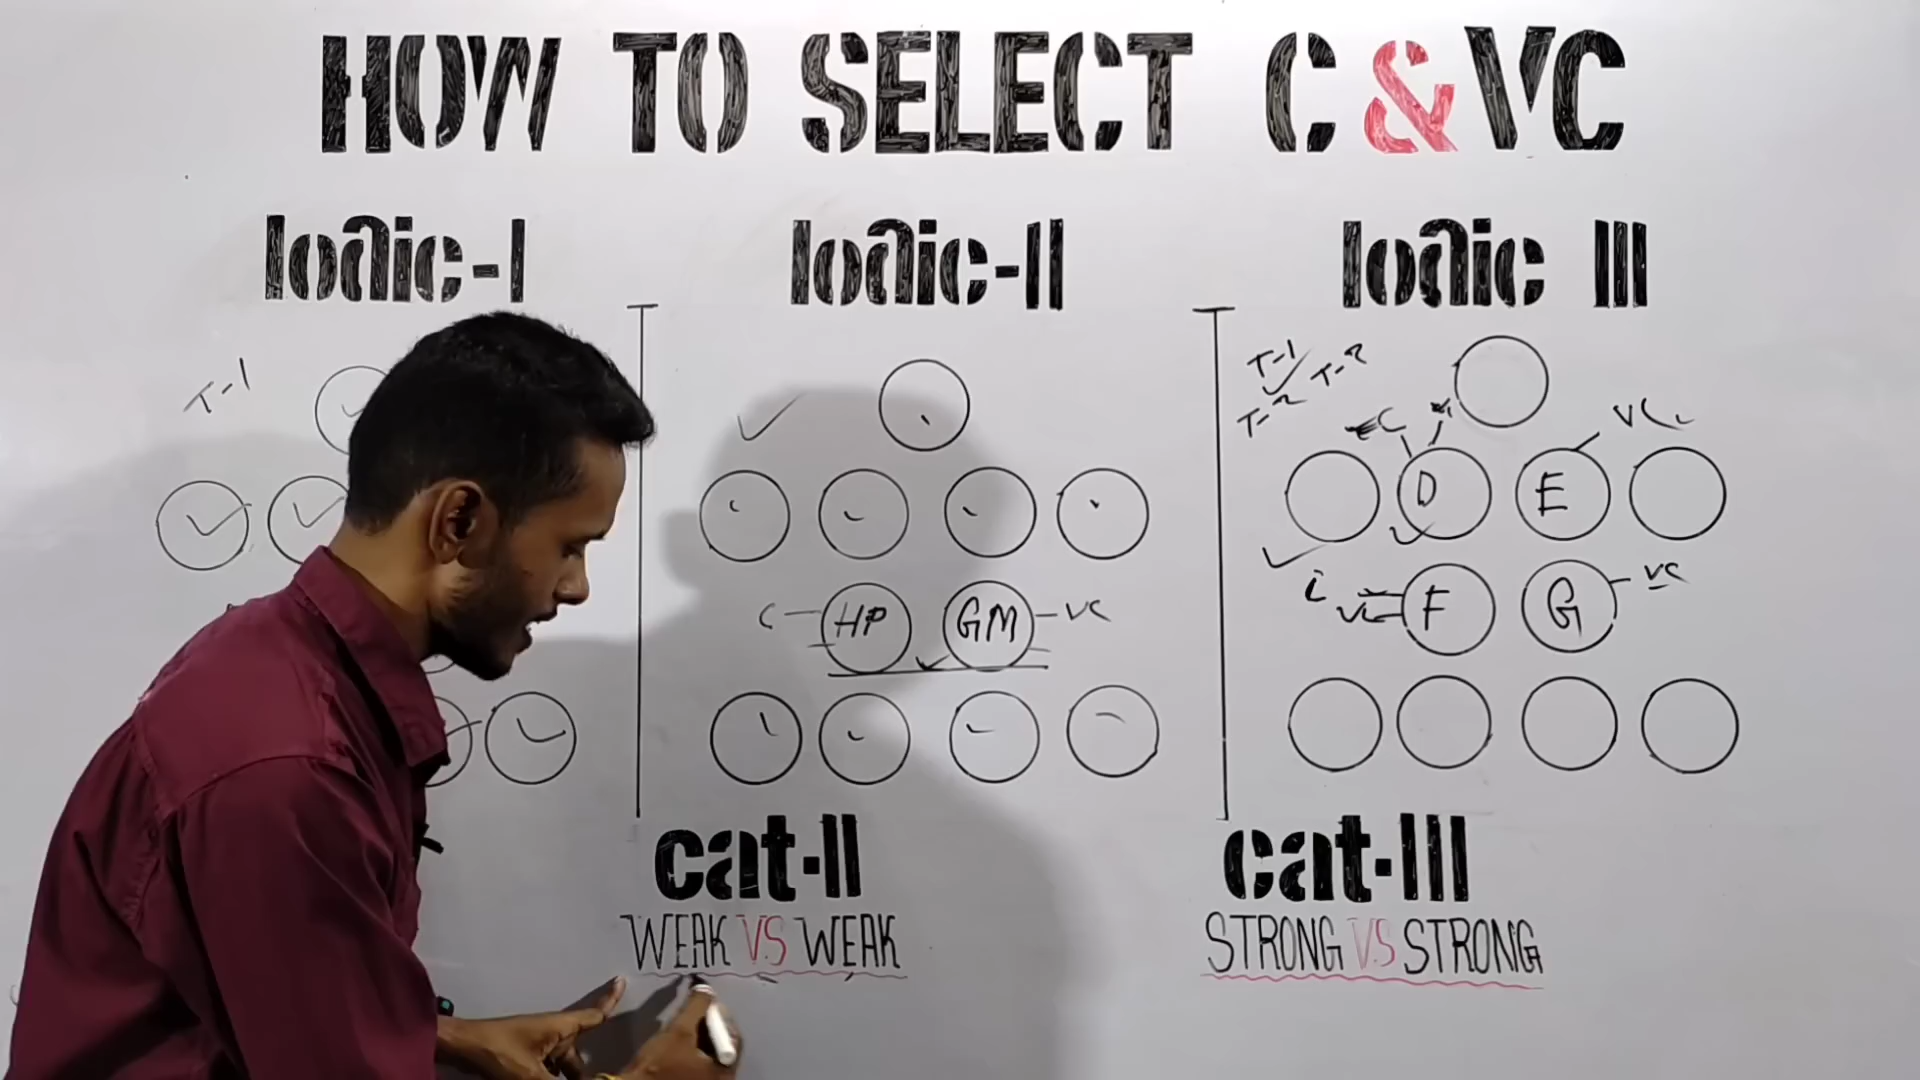 HOW TO SELECT C & VC
logic-I
logic-II
logic III
T-1
T-1
T-2
T-2
C
VC
D
E
C
HP
GM
VC
VC
F
G
VC
cat-II
WEAK VS WEAK
cat-III
STRONG VS STRONG